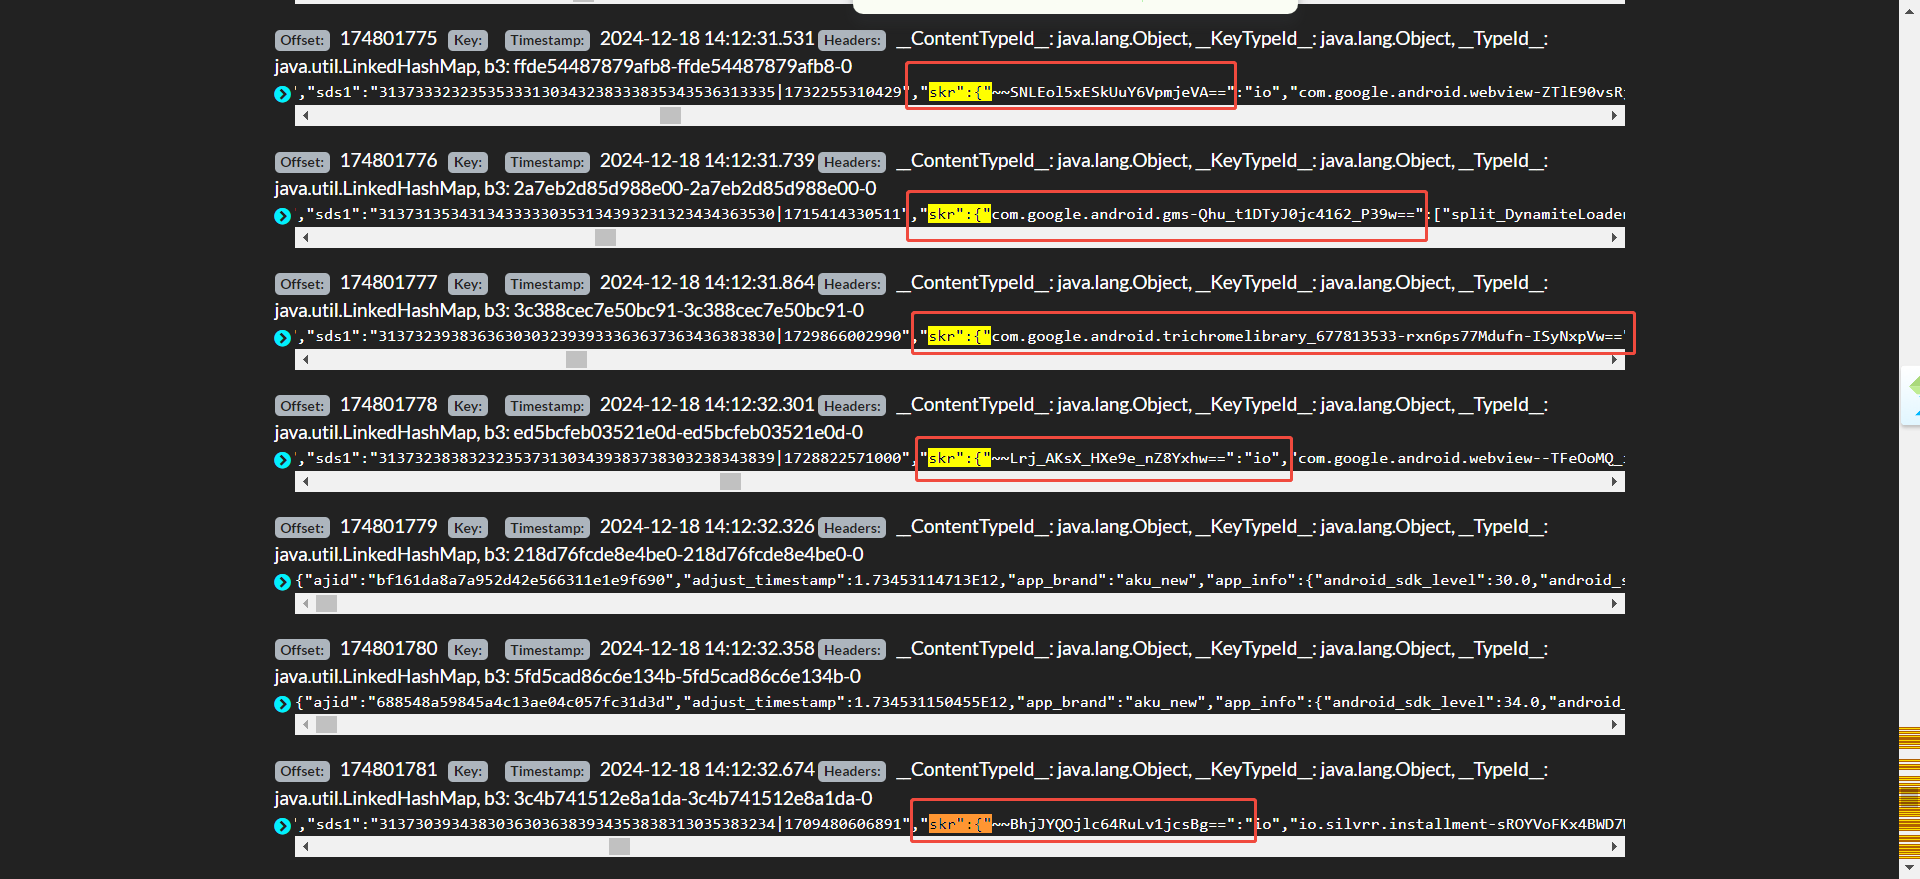 Offset: 174801775 Key: Timestamp: 2024-12-18 14:12:31.531 Headers: __ContentTypeId__: java.lang.Object, __KeyTypeId__: java.lang.Object, __TypeId__:
java.util.LinkedHashMap, b3: ffde54487879afb8-ffde54487879afb8-0
","sds1":"31373332323535333130343238333835343536313335|1732255310429","skr":{"~~SNLEol5xESkUuY6VpmjeVA==":"io","com.google.android.webview-ZTlE90vsR
Offset: 174801776 Key: Timestamp: 2024-12-18 14:12:31.739 Headers: __ContentTypeId__: java.lang.Object, __KeyTypeId__: java.lang.Object, __TypeId__:
java.util.LinkedHashMap, b3: 2a7eb2d85d988e00-2a7eb2d85d988e00-0
","sds1":"31373135343134333330353134393231323434363530|1715414330511","skr":{"com.google.android.gms-Qhu_t1DTyJ0jc4162_P39w==":["split_DynamiteLoader
Offset: 174801777 Key: Timestamp: 2024-12-18 14:12:31.864 Headers: __ContentTypeId__: java.lang.Object, __KeyTypeId__: java.lang.Object, __TypeId__:
java.util.LinkedHashMap, b3: 3c388cec7e50bc91-3c388cec7e50bc91-0
","sds1":"31373239383636303032393933363637363436383830|1729866002990","skr":{"com.google.android.trichromelibrary_677813533-rxn6ps77Mdufn-ISyNxpVw=="
Offset: 174801778 Key: Timestamp: 2024-12-18 14:12:32.301 Headers: __ContentTypeId__: java.lang.Object, __KeyTypeId__: java.lang.Object, __TypeId__:
java.util.LinkedHashMap, b3: ed5bcfeb03521e0d-ed5bcfeb03521e0d-0
","sds1":"31373238383232353731303439383738303238343839|1728822571000","skr":{"~~Lrj_AKsX_HXe9e_nZ8Yxhw==":"io","com.google.android.webview--TFeOoMQ_
Offset: 174801779 Key: Timestamp: 2024-12-18 14:12:32.326 Headers: __ContentTypeId__: java.lang.Object, __KeyTypeId__: java.lang.Object, __TypeId__:
java.util.LinkedHashMap, b3: 218d76fcde8e4be0-218d76fcde8e4be0-0
{"ajid":"bf161da8a7a952d42e566311e1e9f690","adjust_timestamp":1.73453114713E12,"app_brand":"aku_new","app_info":{"android_sdk_level":30.0,"android_s
Offset: 174801780 Key: Timestamp: 2024-12-18 14:12:32.358 Headers: __ContentTypeId__: java.lang.Object, __KeyTypeId__: java.lang.Object, __TypeId__:
java.util.LinkedHashMap, b3: 5fd5cad86c6e134b-5fd5cad86c6e134b-0
{"ajid":"688548a59845a4c13ae04c057fc31d3d","adjust_timestamp":1.734531150455E12,"app_brand":"aku_new","app_info":{"android_sdk_level":34.0,"android_
Offset: 174801781 Key: Timestamp: 2024-12-18 14:12:32.674 Headers: __ContentTypeId__: java.lang.Object, __KeyTypeId__: java.lang.Object, __TypeId__:
java.util.LinkedHashMap, b3: 3c4b741512e8a1da-3c4b741512e8a1da-0
","sds1":"31373039343830363036383934353838313035383234|1709480606891","skr":{"~~BhjJYQOjlc64RuLv1jcsBg==":"io","io.silvrr.installment-sROYVoFKx4BWD7